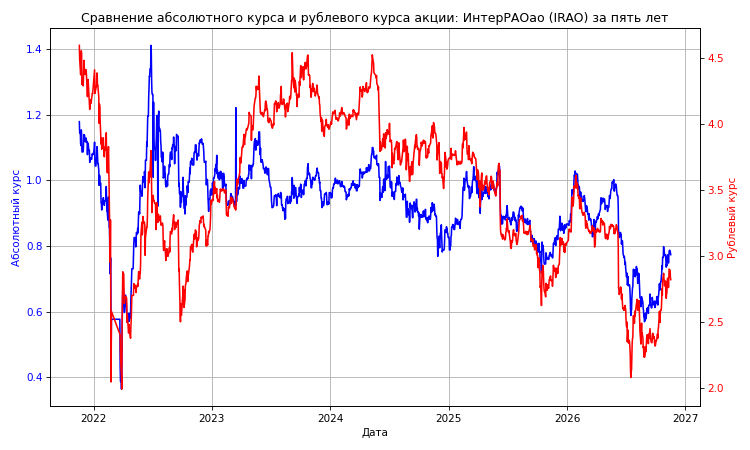 Сравнение абсолютного курса и рублевого курса акции: ИнтерРАОао (IRAO) за пять лет
1.4
1.2
1.0
0.8
0.6
0.4
Абсолютный курс
4.5
4.0
3.5
3.0
2.5
2.0
Рублевый курс
2022 2023 2024 2025 2026 2027
Дата